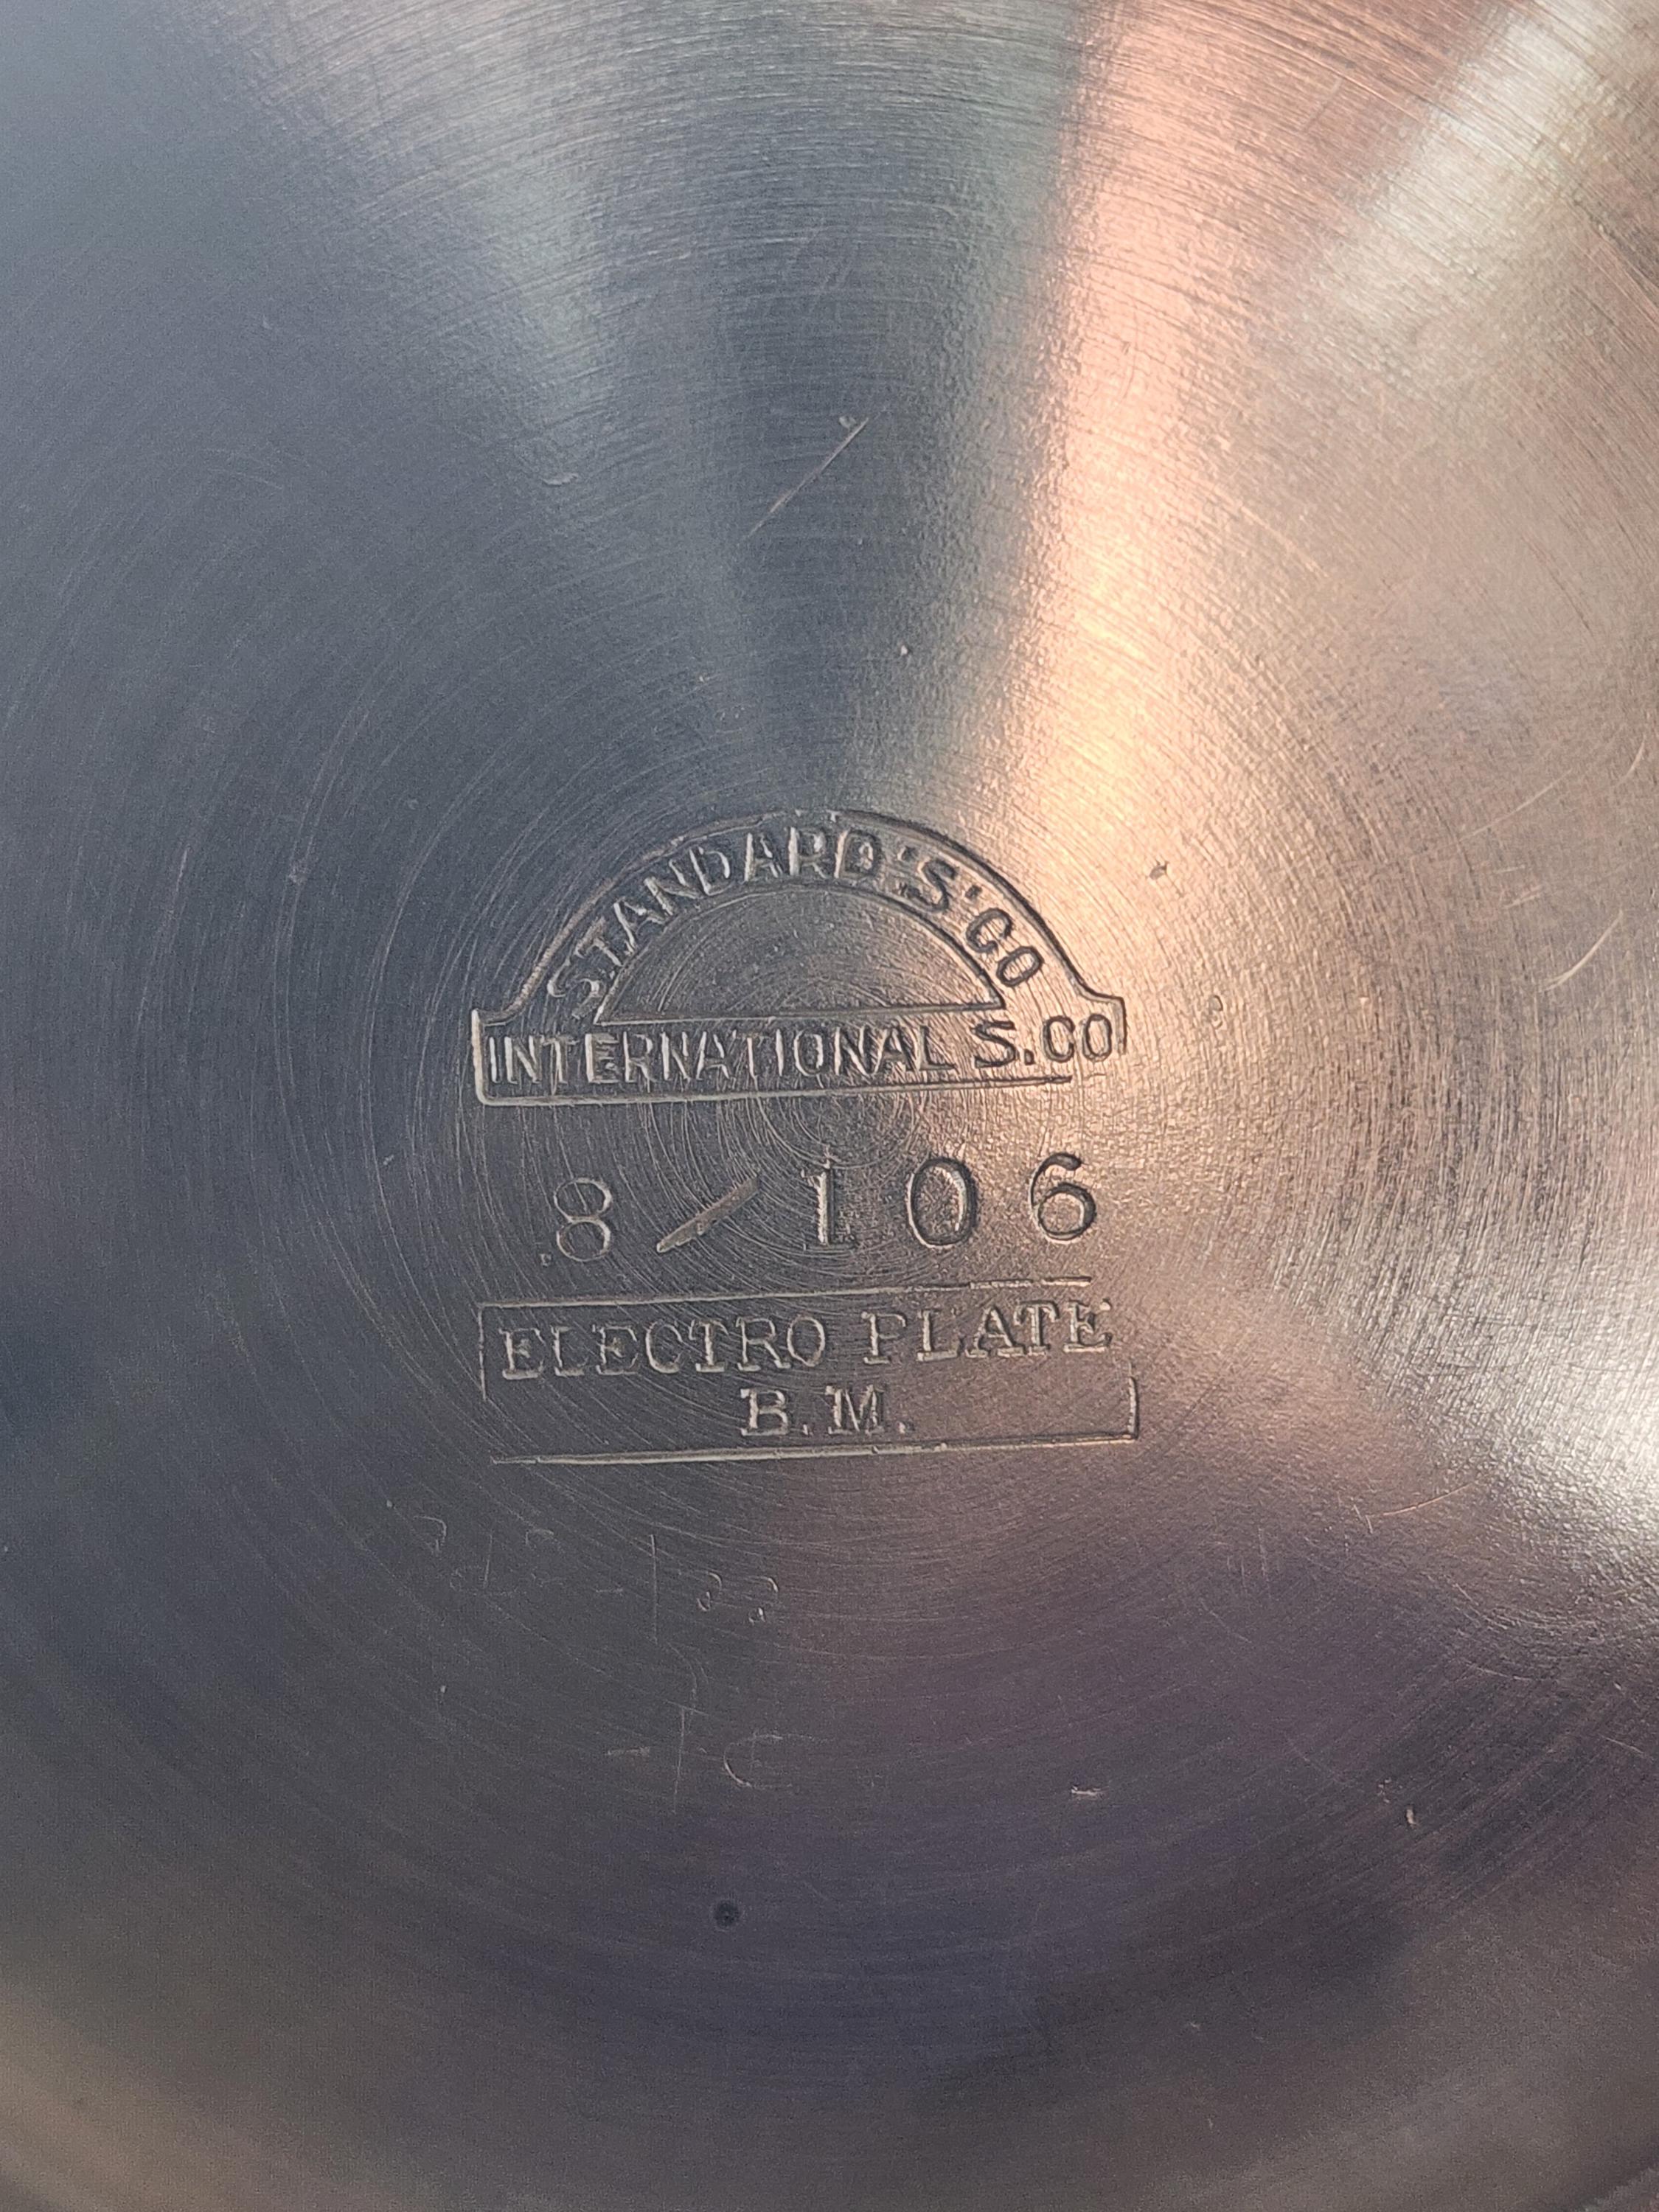 STANDARD 'S' CO
INTERNATIONAL S.CO
8/106
ELECTRO PLATE
B.M.